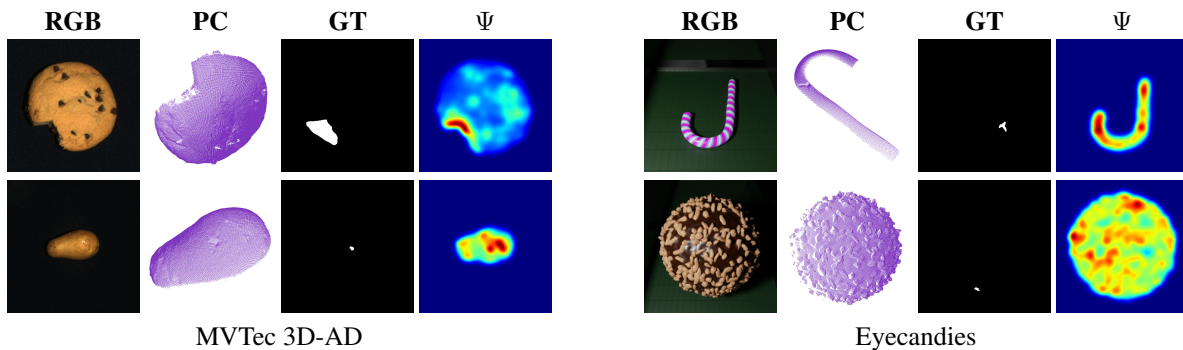 RGB PC GT Ψ RGB PC GT Ψ
MVTec 3D-AD Eyecandies